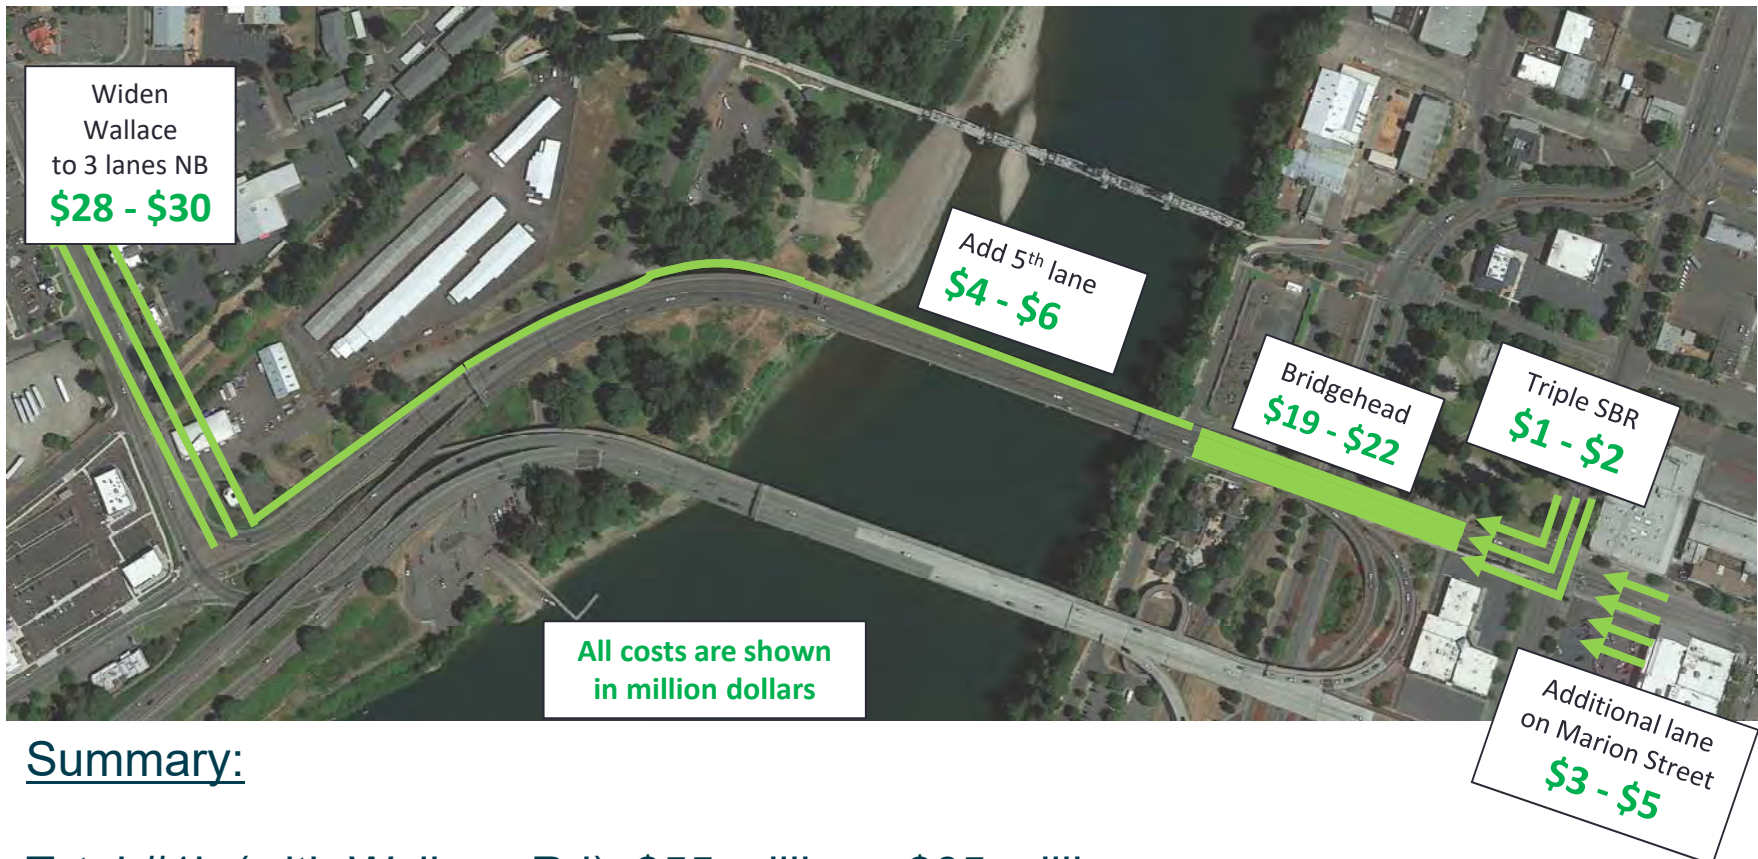 Widen
Wallace
to 3 lanes NB
$28 - $30
Add 5th lane
$4 - $6
Bridgehead
$19 - $22
Triple SBR
$1 - $2
All costs are shown
in million dollars
Additional lane
on Marion Street
$3 - $5
Summary: